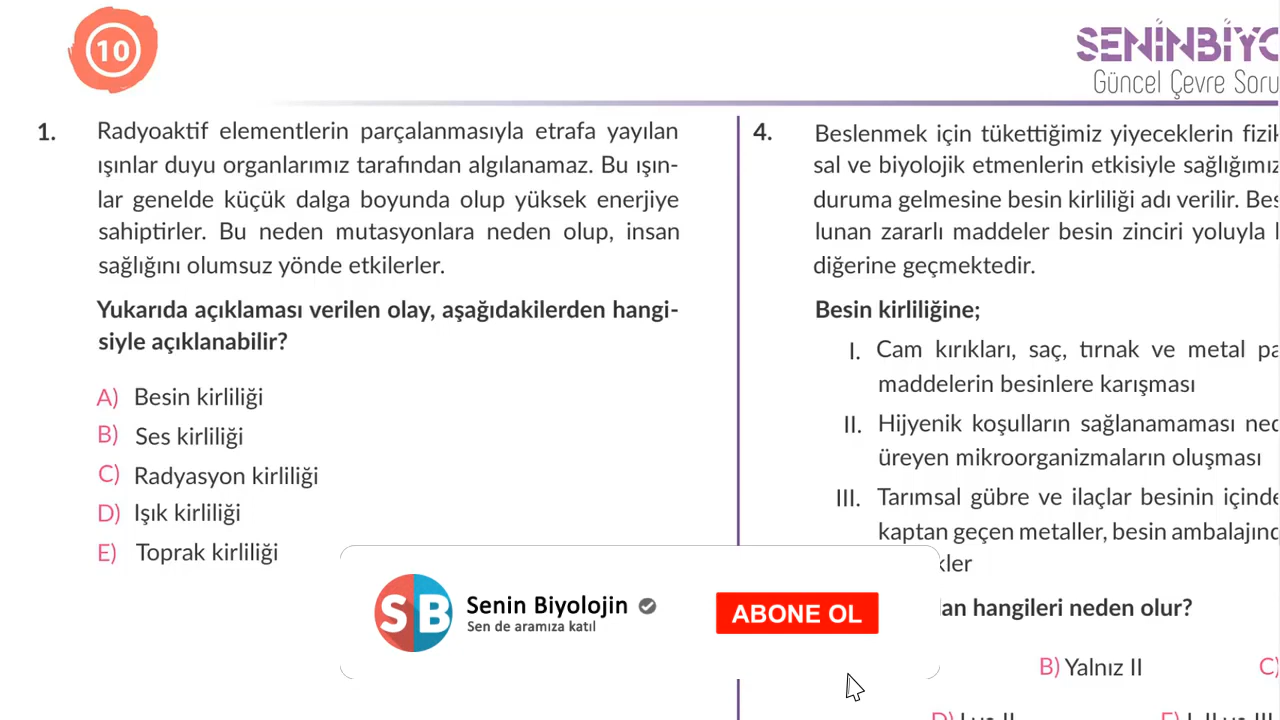 10
SENİNBİYO
Güncel Çevre Soru
1.
Radyoaktif elementlerin parçalanmasıyla etrafa yayılan
ışınlar duyu organlarımız tarafından algılanamaz. Bu ışın-
lar genelde küçük dalga boyunda olup yüksek enerjiye
sahiptirler. Bu neden mutasyonlara neden olup, insan
sağlığını olumsuz yönde etkilerler.
Yukarıda açıklaması verilen olay, aşağıdakilerden hangi-
siyle açıklanabilir?
A) Besin kirliliği
B) Ses kirliliği
C) Radyasyon kirliliği
D) Işık kirliliği
E) Toprak kirliliği
4.
Beslenmek için tükettiğimiz yiyeceklerin fizik
sal ve biyolojik etmenlerin etkisiyle sağlığımız
duruma gelmesine besin kirliliği adı verilir. Bes
lunan zararlı maddeler besin zinciri yoluyla
diğerine geçmektedir.
Besin kirliliğine;
I. Cam kırıkları, saç, tırnak ve metal pa
maddelerin besinlere karışması
II. Hijyenik koşulların sağlanamaması ned
üreyen mikroorganizmaların oluşması
III. Tarımsal gübre ve ilaçlar besinin içinde
kaptan geçen metaller, besin ambalajınd
kler
lan hangileri neden olur?
B) Yalnız II
C)
D) I ve II
E) I, II ve III
SB
Senin Biyolojin
Sen de aramıza katıl
ABONE OL